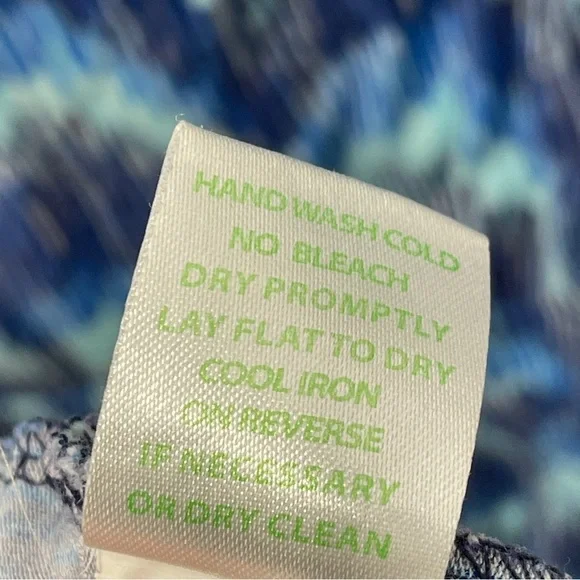 HAND WASH COLD
NO BLEACH
DRY PROMPTLY
LAY FLAT TO DRY
COOL IRON
ON REVERSE
IF NECESSARY
OR DRY CLEAN